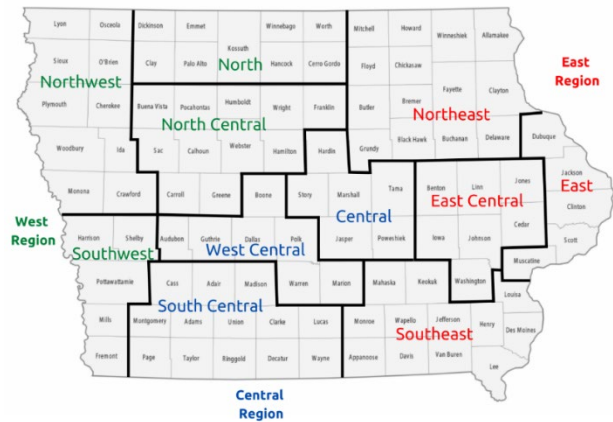 Lyon
Osceola
Dickinson
Emmet
Winnebago
Worth
Mitchell
Howard
Winneshiek
Allamakee
Kossuth
Sioux
O'Brien
Clay
Palo Alto
Hancock
Cerro Gordo
Floyd
Chickasaw
East
Region
Northwest
North
Plymouth
Cherokee
Buena Vista
Pocahontas
Humboldt
Wright
Franklin
Butler
Bremer
Fayette
Clayton
North Central
Northeast
Woodbury
Ida
Sac
Calhoun
Webster
Hamilton
Hardin
Grundy
Black Hawk
Buchanan
Delaware
Dubuque
Jackson
Monona
Crawford
Carroll
Greene
Boone
Story
Marshall
Tama
Benton
Linn
Jones
East
East Central
Clinton
West
Region
Central
Cedar
Scott
Harrison
Shelby
Audubon
Guthrie
Dallas
Polk
Jasper
Poweshiek
Iowa
Johnson
Southwest
West Central
Muscatine
Pottawattamie
Cass
Adair
Madison
Warren
Marion
Mahaska
Keokuk
Washington
Louisa
South Central
Mills
Montgomery
Adams
Union
Clarke
Lucas
Monroe
Wapello
Jefferson
Henry
Des Moines
Southeast
Fremont
Page
Taylor
Ringgold
Decatur
Wayne
Appanoose
Davis
Van Buren
Lee
Central
Region